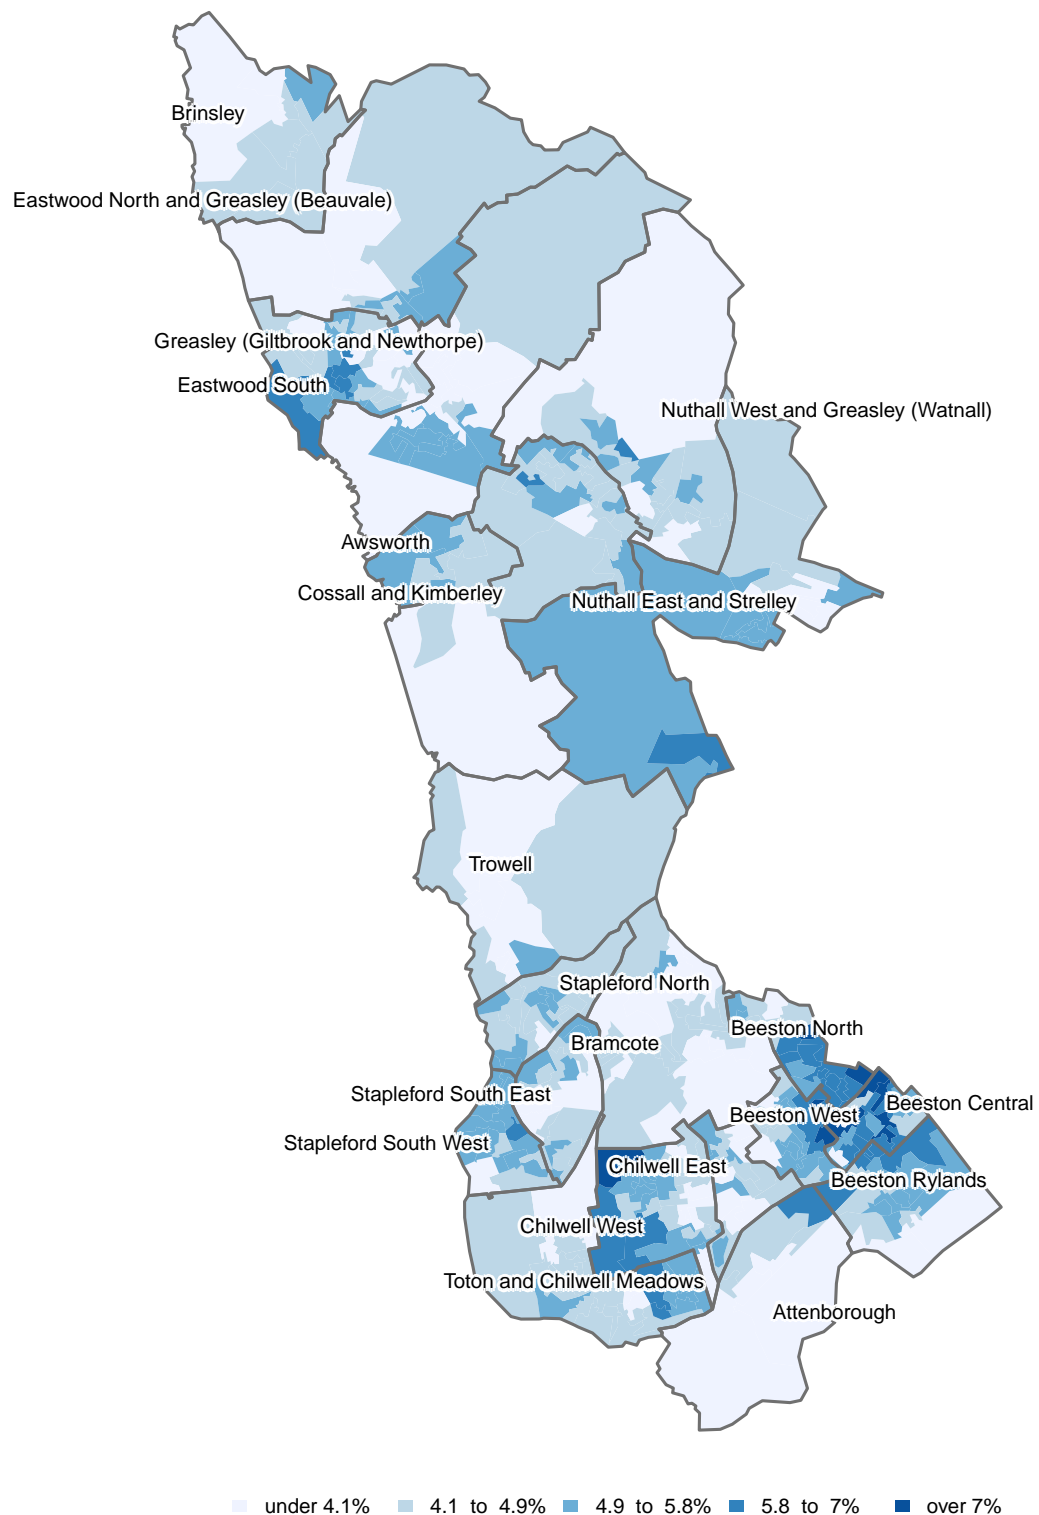 Brinsley
Eastwood North and Greasley (Beauvale)
Greasley (Giltbrook and Newthorpe)
Eastwood South
Nuthall West and Greasley (Watnall)
Awsworth
Cossall and Kimberley
Nuthall East and Strelley
Trowell
Stapleford North
Beeston North
Bramcote
Stapleford South East
Beeston Central
Beeston West
Stapleford South West
Chilwell East
Beeston Rylands
Chilwell West
Toton and Chilwell Meadows
Attenborough
under 4.1% 4.1 to 4.9% 4.9 to 5.8% 5.8 to 7% over 7%